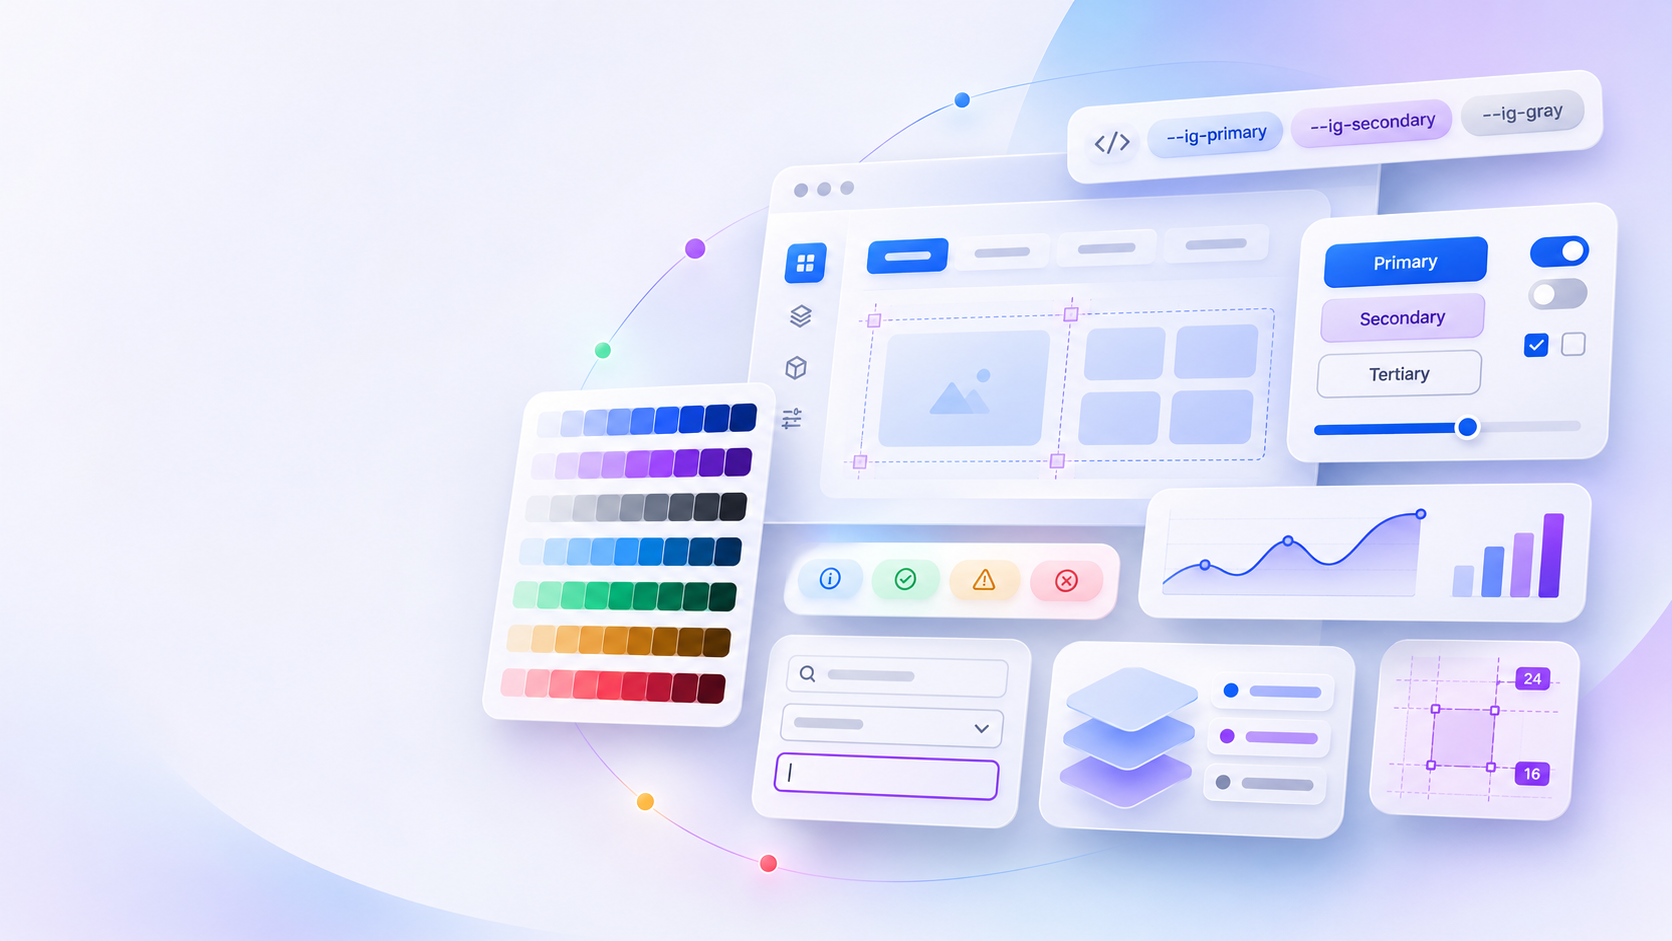 </>
--ig-primary
--ig-secondary
--ig-gray
Primary
Secondary
Tertiary
24
16